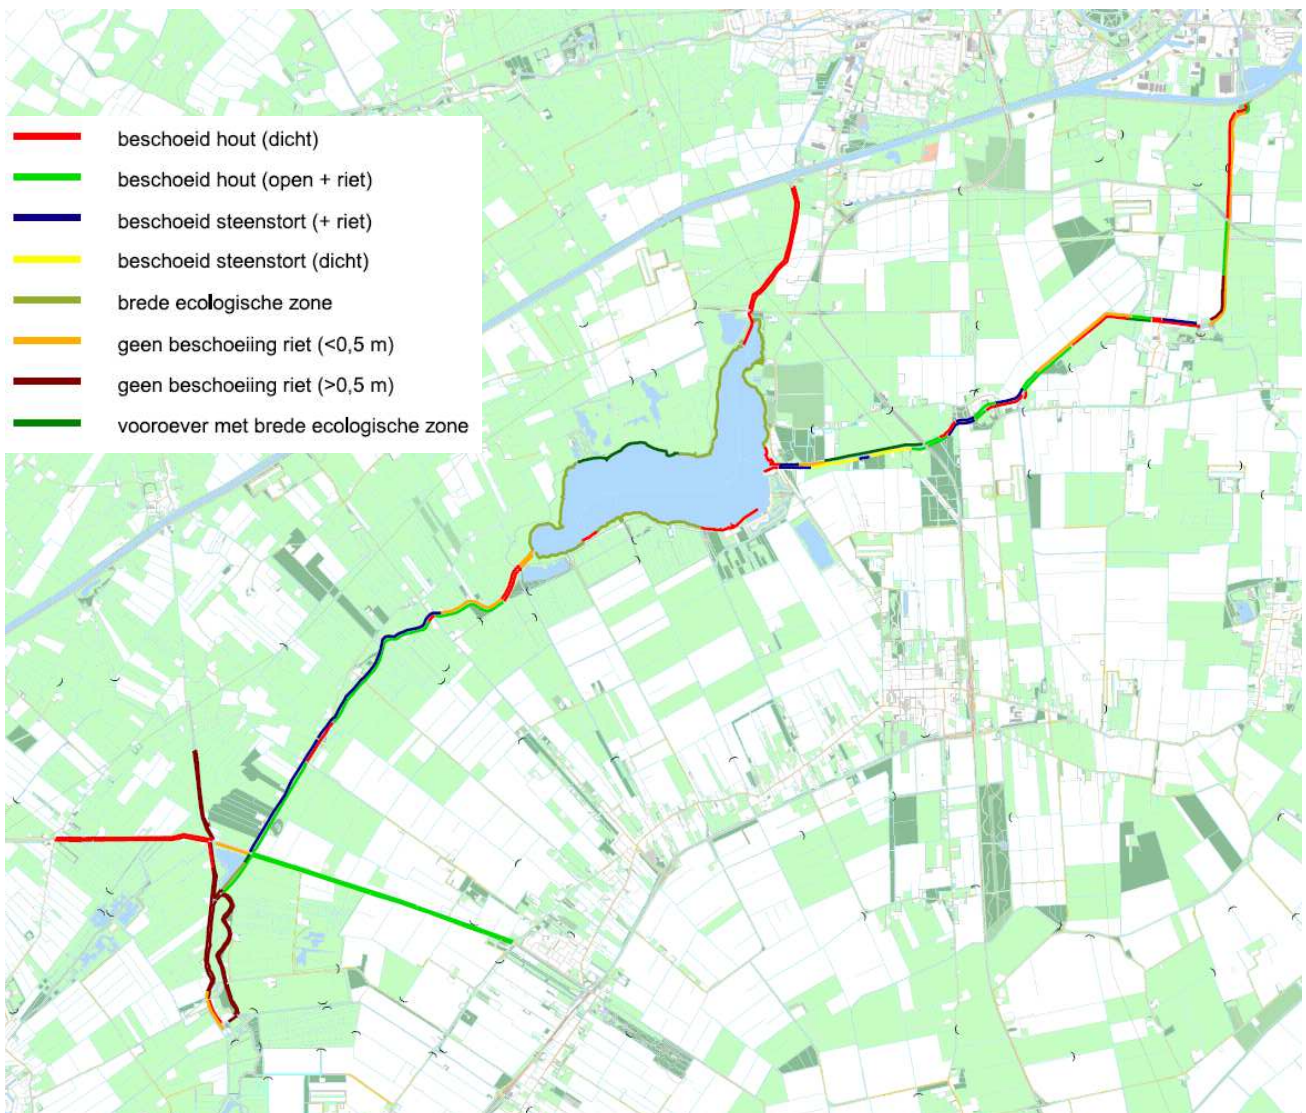 beschoeid hout (dicht)
beschoeid hout (open + riet)
beschoeid steenstort (+ riet)
beschoeid steenstort (dicht)
brede ecologische zone
geen beschoeiing riet (<0,5 m)
geen beschoeiing riet (>0,5 m)
vooroever met brede ecologische zone